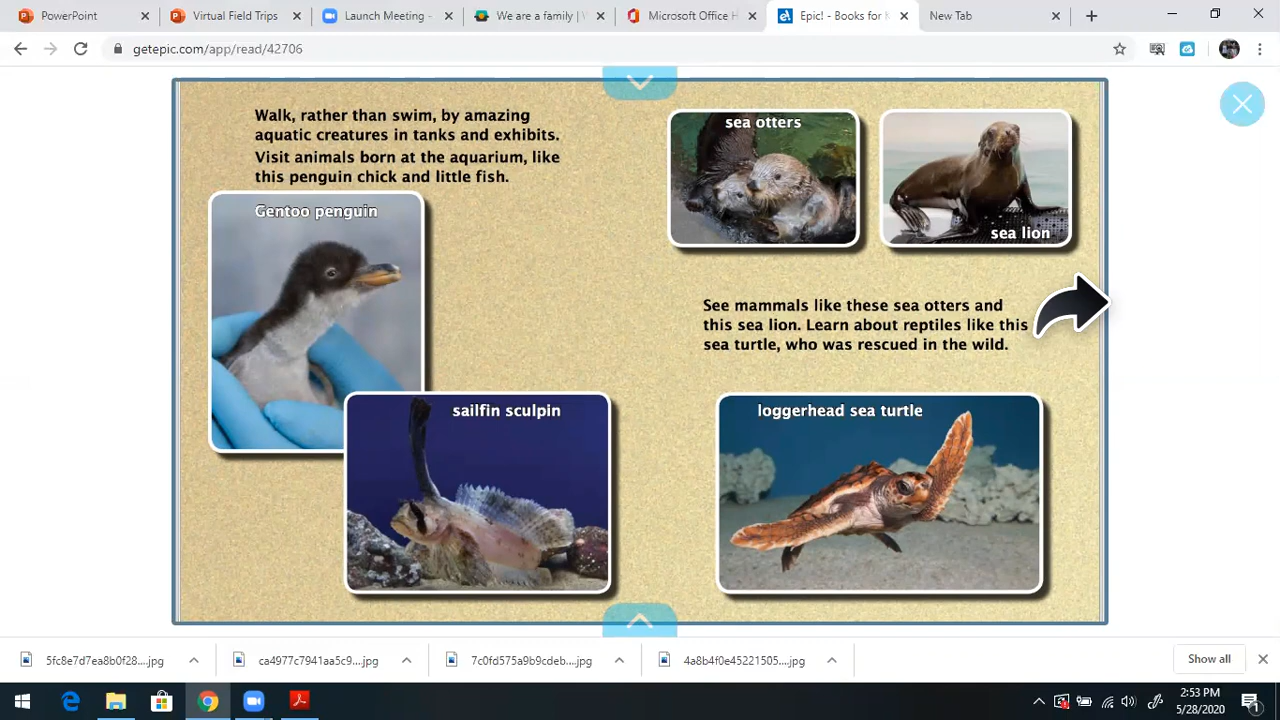 PowerPoint
Virtual Field Trips
Launch Meeting -
We are a family | V
Microsoft Office H
Epic! - Books for K
New Tab
getepic.com/app/read/42706
Walk, rather than swim, by amazing
aquatic creatures in tanks and exhibits.
Visit animals born at the aquarium, like
this penguin chick and little fish.
Gentoo penguin
sailfin sculpin
sea otters
sea lion
See mammals like these sea otters and
this sea lion. Learn about reptiles like this
sea turtle, who was rescued in the wild.
loggerhead sea turtle
5fc8e7d7ea8b0f28....jpg
ca4977c7941aa5c9....jpg
7c0fd575a9b9cdeb....jpg
4a8b4f0e45221505....jpg
Show all
2:53 PM
5/28/2020
1